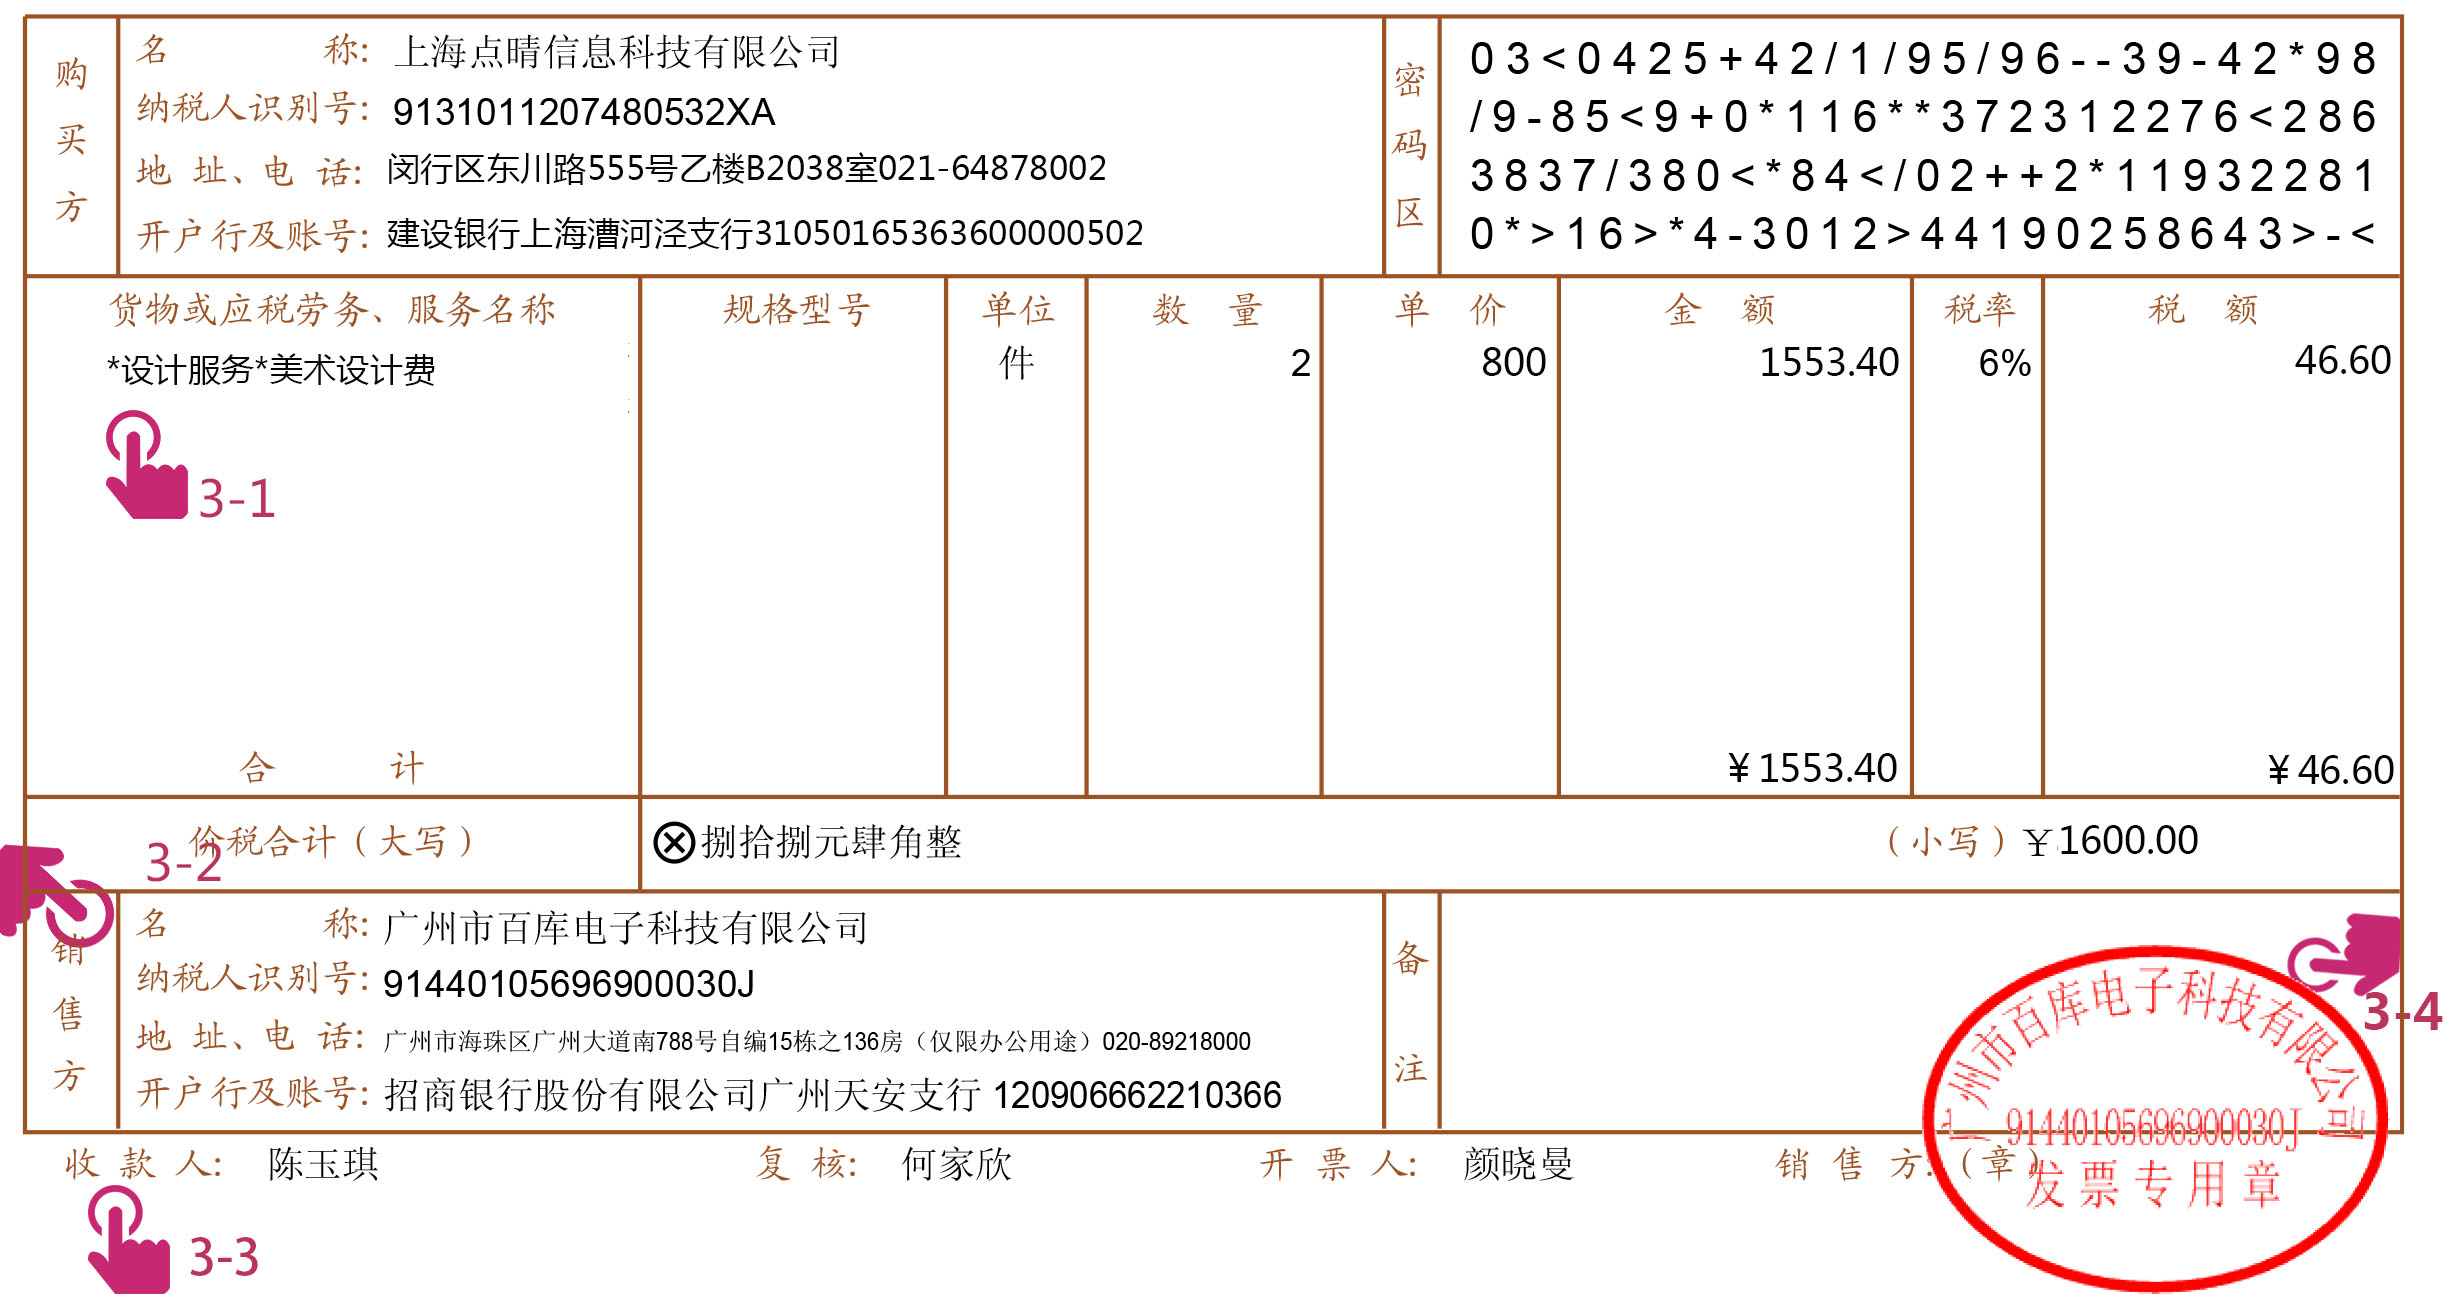 购买方
名 称: 上海点晴信息科技有限公司
纳税人识别号: 9131011207480532XA
地 址、电 话: 闵行区东川路555号乙楼B2038室021-64878002
开户行及账号: 建设银行上海漕河泾支行31050165363600000502
密码区
03<0425+42/1/95/96--39-42*98
/9-85<9+0*116**372312276<286
3837/380<*84</02++2*11932281
0*>16>*4-3012>44190258643>-<
货物或应税劳务、服务名称 规格型号 单位 数 量 单 价 金 额 税率 税 额
*设计服务*美术设计费 件 2 800 1553.40 6% 46.60
3-1
合 计 ¥1553.40 ¥46.60
3-2
价税合计(大写) ⊗捌拾捌元肆角整 (小写)¥1600.00
销售方
名 称: 广州市百库电子科技有限公司
纳税人识别号: 91440105696900030J
地 址、电 话: 广州市海珠区广州大道南788号自编15栋之136房（仅限办公用途）020-89218000
开户行及账号: 招商银行股份有限公司广州天安支行 120906662210366
备注
3-4
广州市百库电子科技有限公司
91440105696900030J
发票专用章
收 款 人: 陈玉琪 复 核: 何家欣 开 票 人: 颜晓曼 销 售 方:(章)
3-3